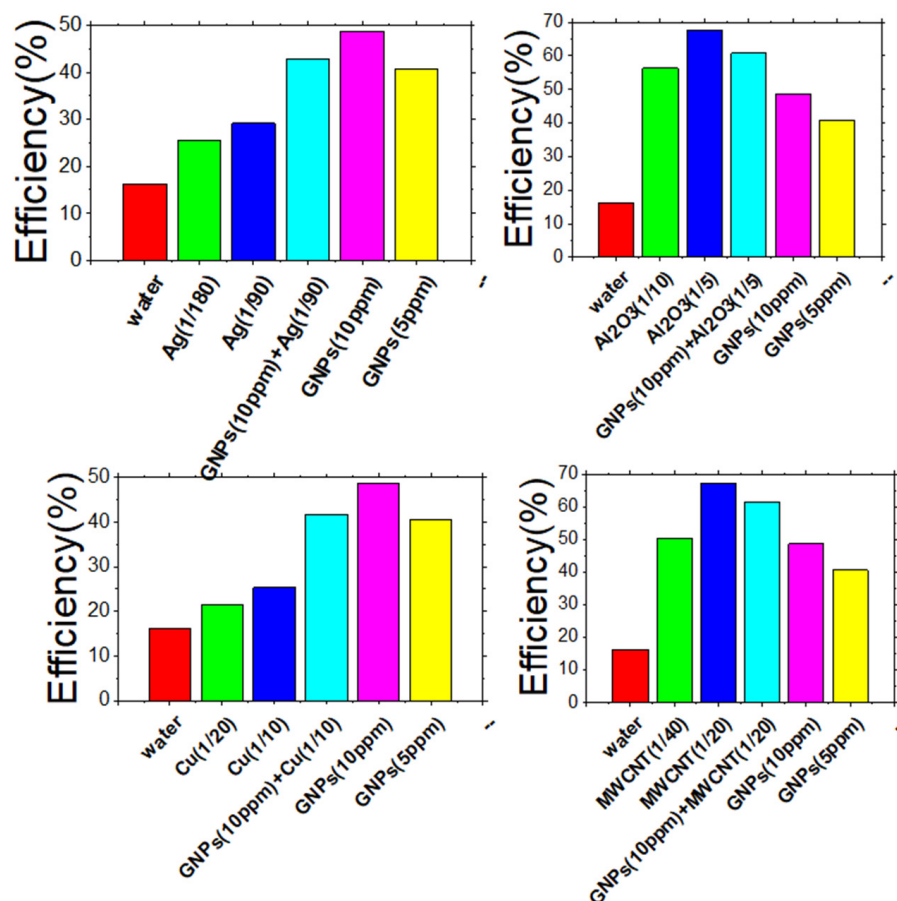 Efficiency(%)
50
40
30
20
10
0
water
Ag(1/180)
Ag(1/90)
GNPs(10ppm)+Ag(1/90)
GNPs(10ppm)
GNPs(5ppm)
--
Efficiency(%)
70
60
50
40
30
20
10
0
water
Al2O3(1/10)
Al2O3(1/5)
GNPs(10ppm)+Al2O3(1/5)
GNPs(10ppm)
GNPs(5ppm)
--
Efficiency(%)
50
40
30
20
10
0
water
Cu(1/20)
Cu(1/10)
GNPs(10ppm)+Cu(1/10)
GNPs(10ppm)
GNPs(5ppm)
--
Efficiency(%)
70
60
50
40
30
20
10
0
water
MWCNT(1/40)
MWCNT(1/20)
GNPs(10ppm)+MWCNT(1/20)
GNPs(10ppm)
GNPs(5ppm)
-